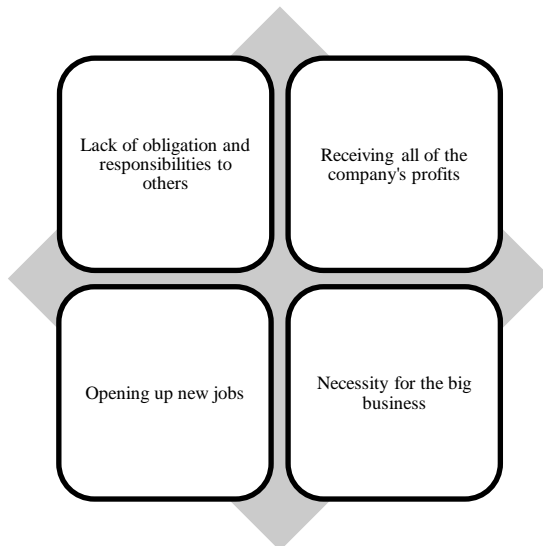 Lack of obligation and
responsibilities to
others
Receiving all of the
company's profits
Opening up new jobs
Necessity for the big
business